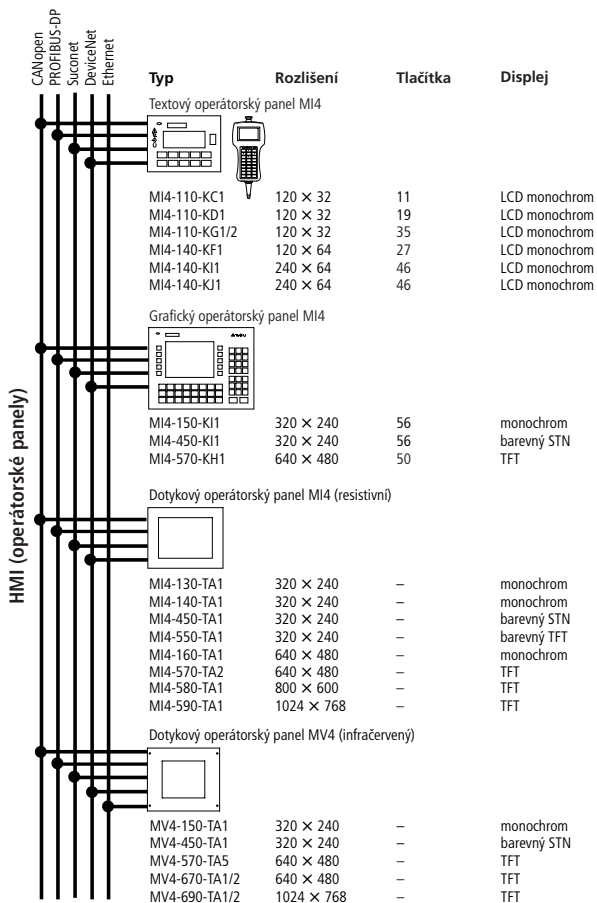 CANopen
PROFIBUS-DP
Suconet
DeviceNet
Ethernet
HMI (operátorské panely)
Typ Rozlišení Tlačítka Displej
Textový operátorský panel MI4
MI4-110-KC1 120 × 32 11 LCD monochrom
MI4-110-KD1 120 × 32 19 LCD monochrom
MI4-110-KG1/2 120 × 32 35 LCD monochrom
MI4-140-KF1 120 × 64 27 LCD monochrom
MI4-140-KI1 240 × 64 46 LCD monochrom
MI4-140-KJ1 240 × 64 46 LCD monochrom
Grafický operátorský panel MI4
MI4-150-KI1 320 × 240 56 monochrom
MI4-450-KI1 320 × 240 56 barevný STN
MI4-570-KH1 640 × 480 50 TFT
Dotykový operátorský panel MI4 (resistivní)
MI4-130-TA1 320 × 240 – monochrom
MI4-140-TA1 320 × 240 – monochrom
MI4-450-TA1 320 × 240 – barevný STN
MI4-550-TA1 320 × 240 – barevný TFT
MI4-160-TA1 640 × 480 – monochrom
MI4-570-TA2 640 × 480 – TFT
MI4-580-TA1 800 × 600 – TFT
MI4-590-TA1 1024 × 768 – TFT
Dotykový operátorský panel MV4 (infračervený)
MV4-150-TA1 320 × 240 – monochrom
MV4-450-TA1 320 × 240 – barevný STN
MV4-570-TA5 640 × 480 – TFT
MV4-670-TA1/2 640 × 480 – TFT
MV4-690-TA1/2 1024 × 768 – TFT